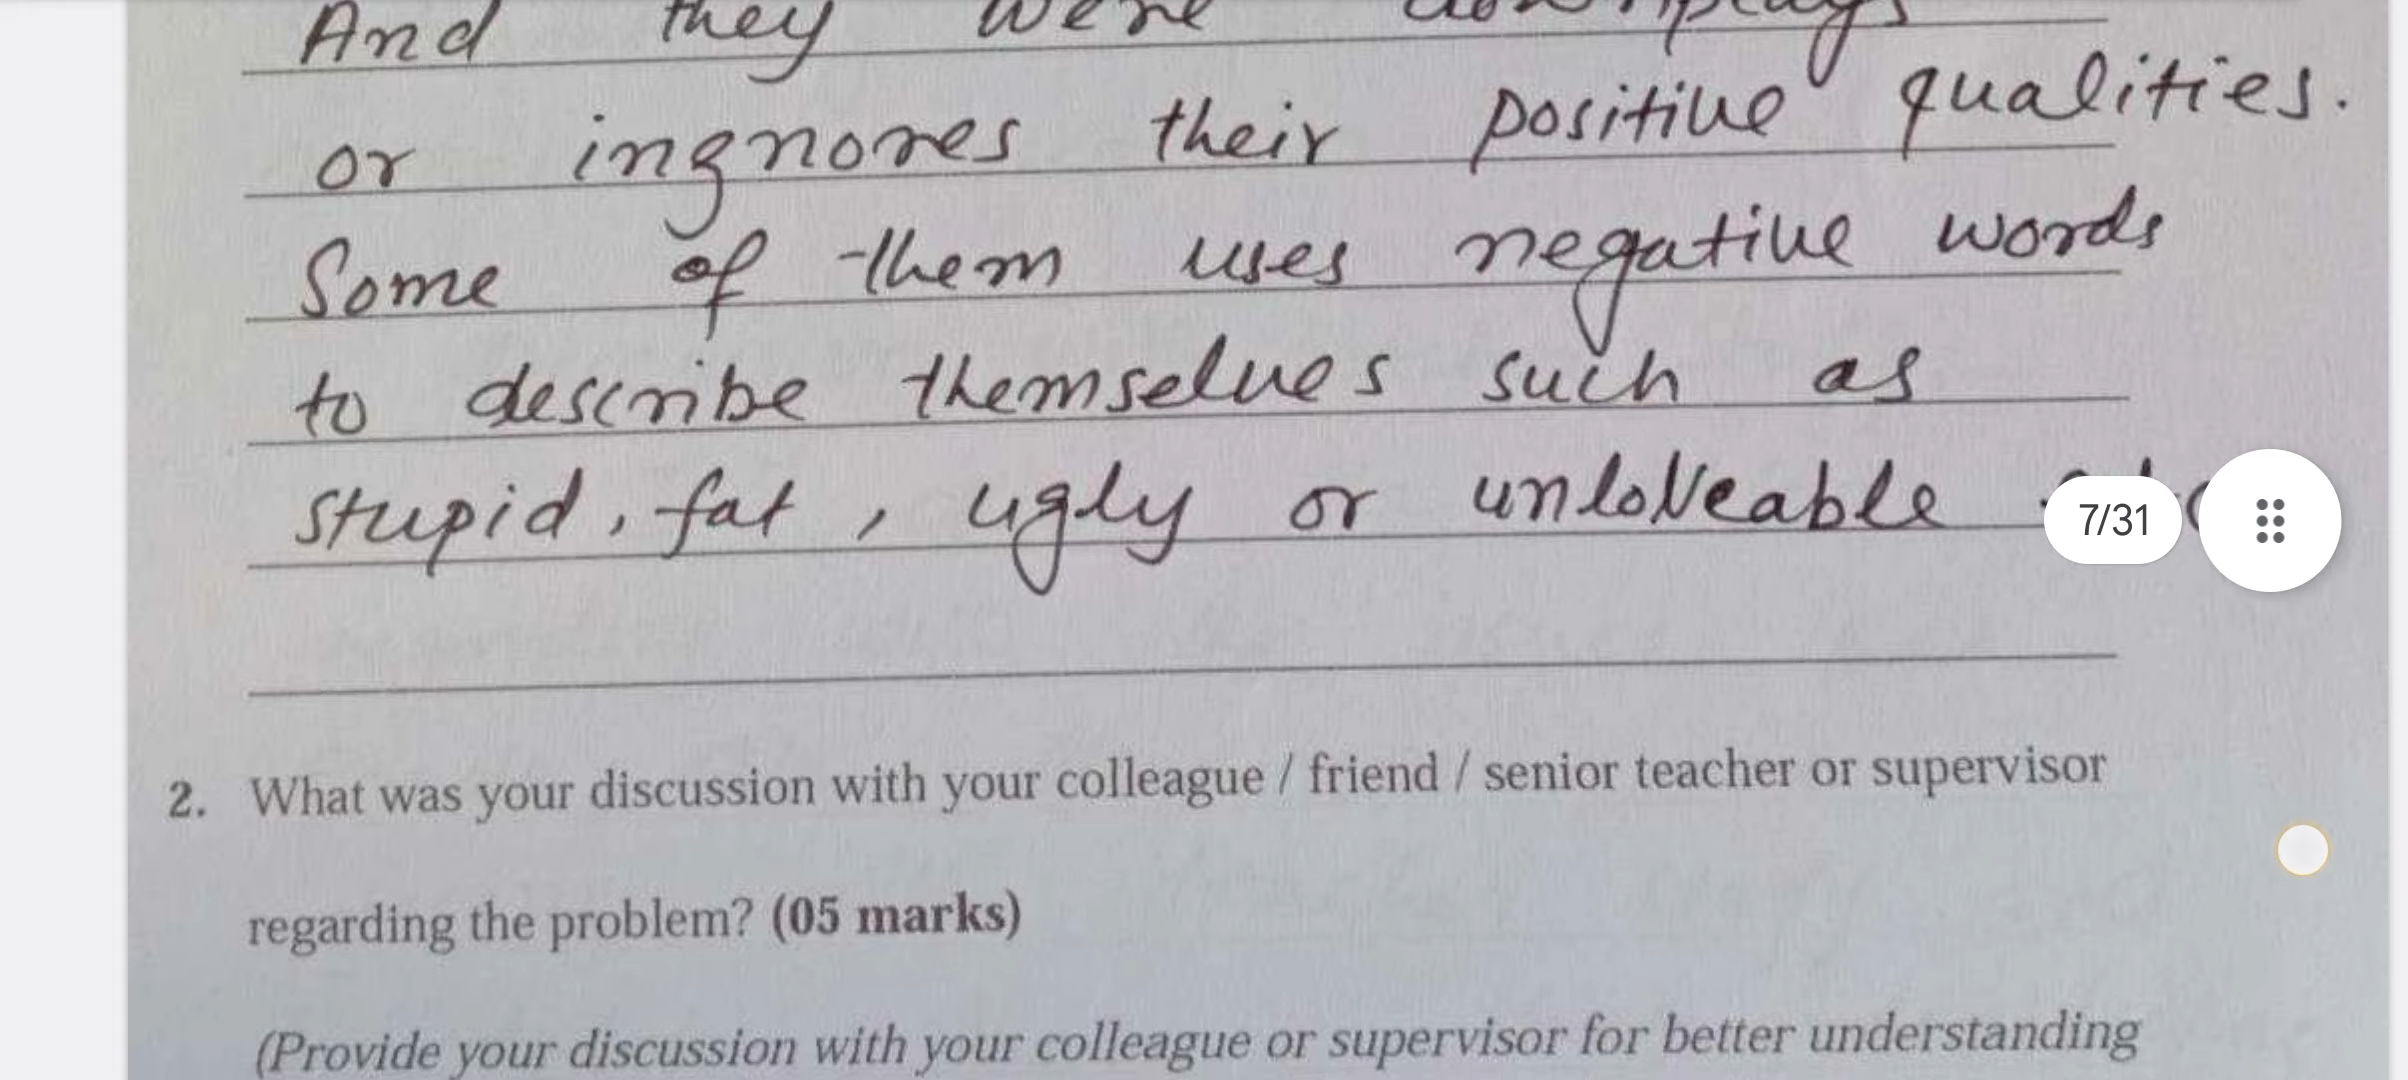 And they were downplays
or ingnores their positive qualities.
Some of them uses negative words
to describe themselves such as
stupid, fat, ugly or unloveable
7/31
2. What was your discussion with your colleague / friend / senior teacher or supervisor
regarding the problem? (05 marks)
(Provide your discussion with your colleague or supervisor for better understanding